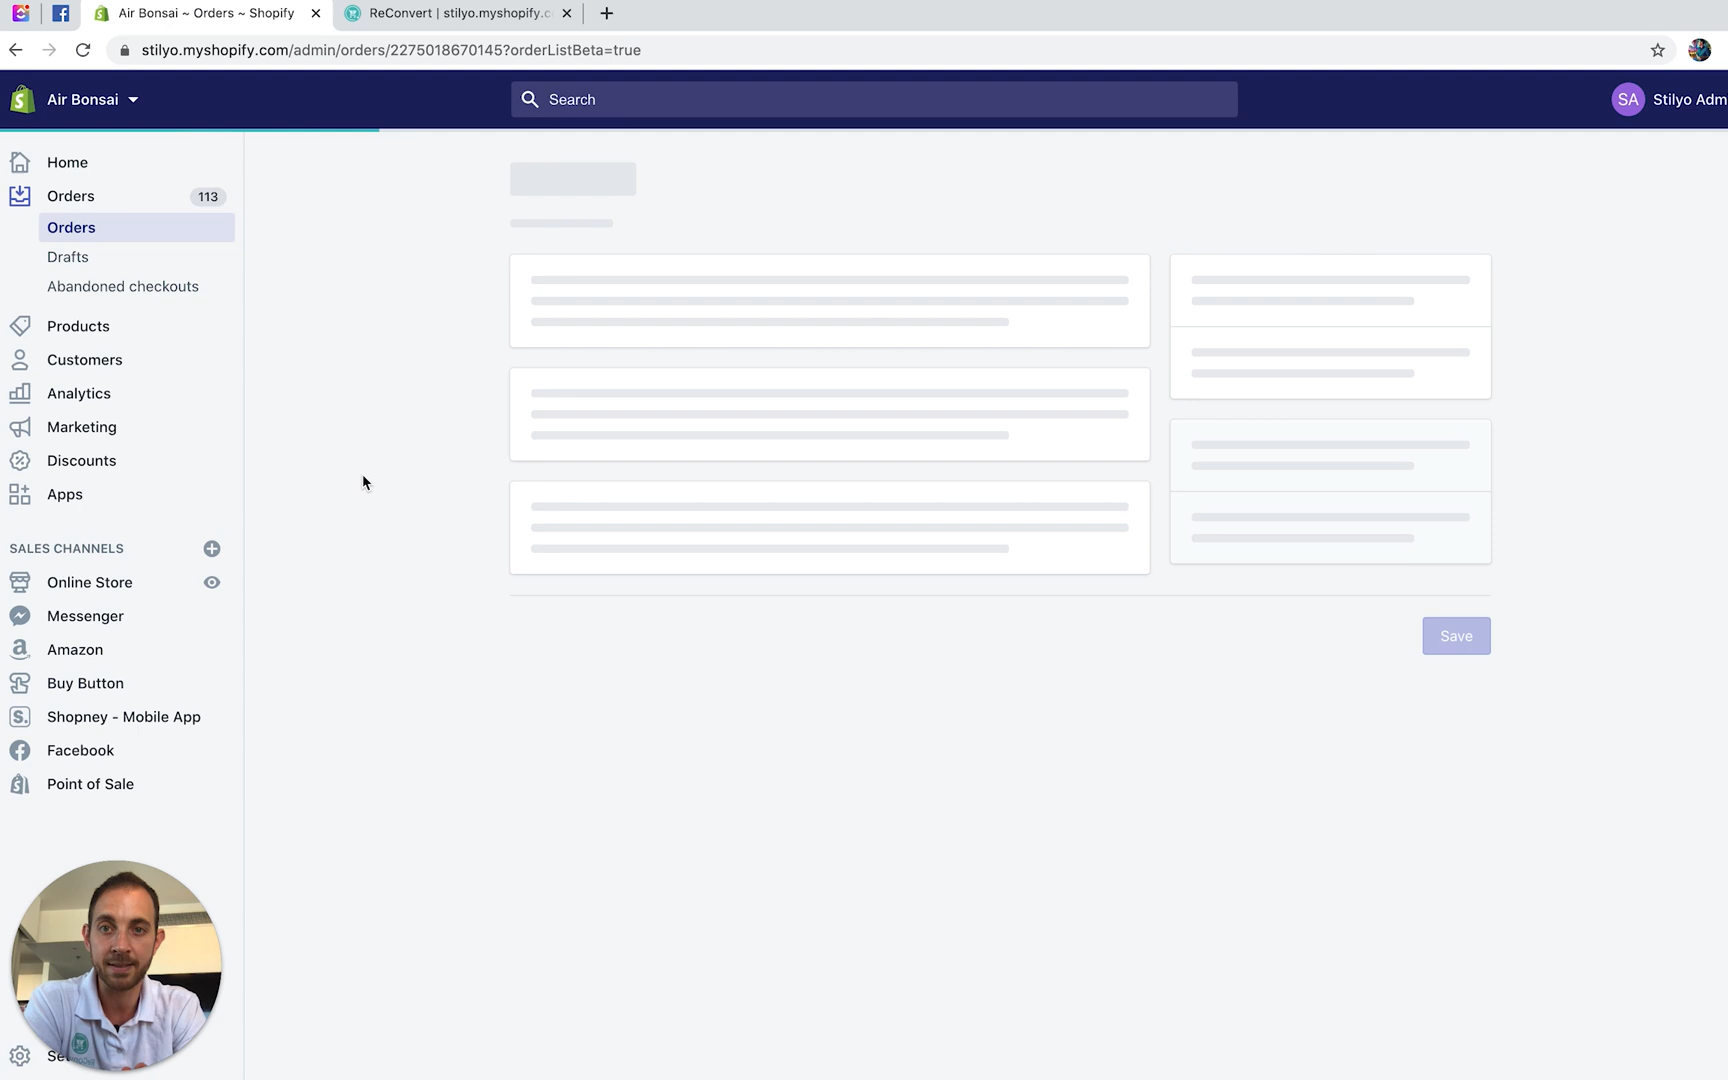 Air Bonsai ~ Orders ~ Shopify
ReConvert | stilyo.myshopify.c
stilyo.myshopify.com/admin/orders/2275018670145?orderListBeta=true
Air Bonsai
Search
SA
Stilyo Adm
Home
Orders
113
Orders
Drafts
Abandoned checkouts
Products
Customers
Analytics
Marketing
Discounts
Apps
SALES CHANNELS
Online Store
Messenger
Amazon
Buy Button
Shopney - Mobile App
Facebook
Point of Sale
Save